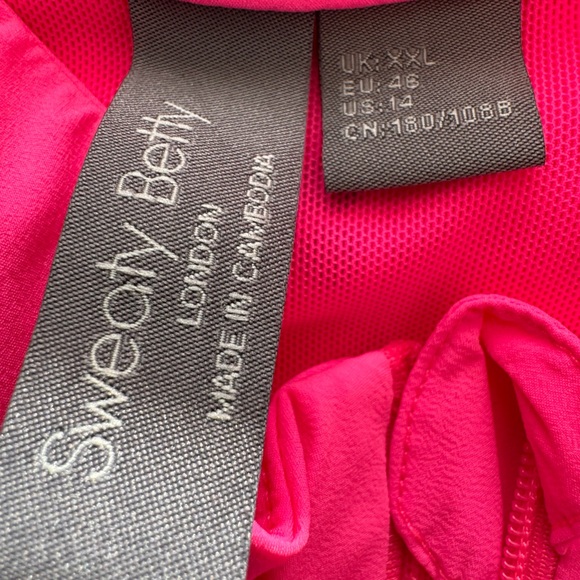 Sweaty Betty
LONDON
MADE IN CAMBODIA
UK: XXL
EU: 46
US: 14
CN: 180/108B